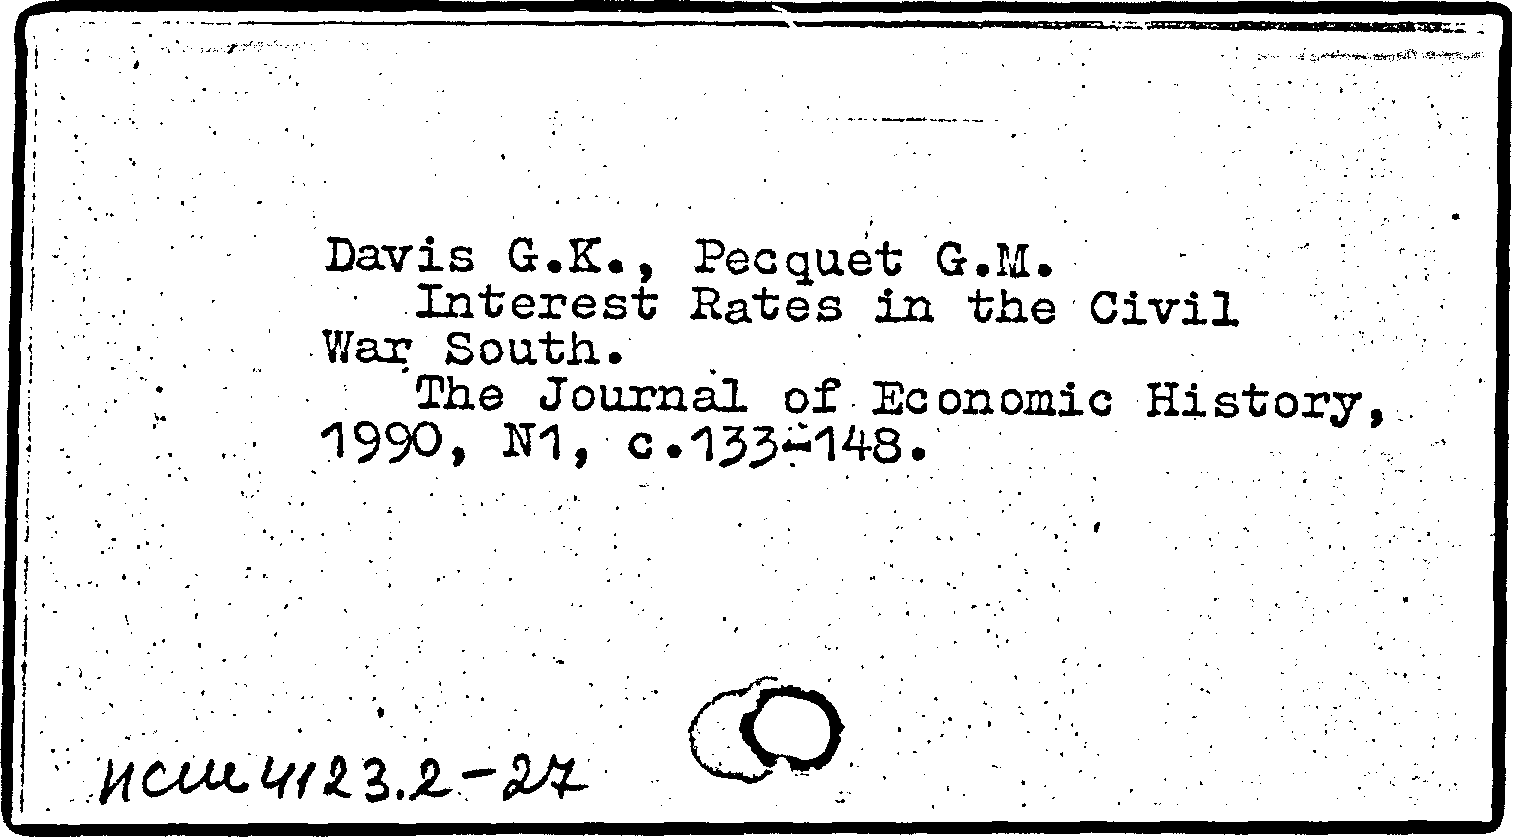 Davis G.K., Pecquet G.M.
Interest Rates in the Civil
War South.
The Journal of Economic History,
1990, N1, c.133-148.
ИСШ 4123.2-27